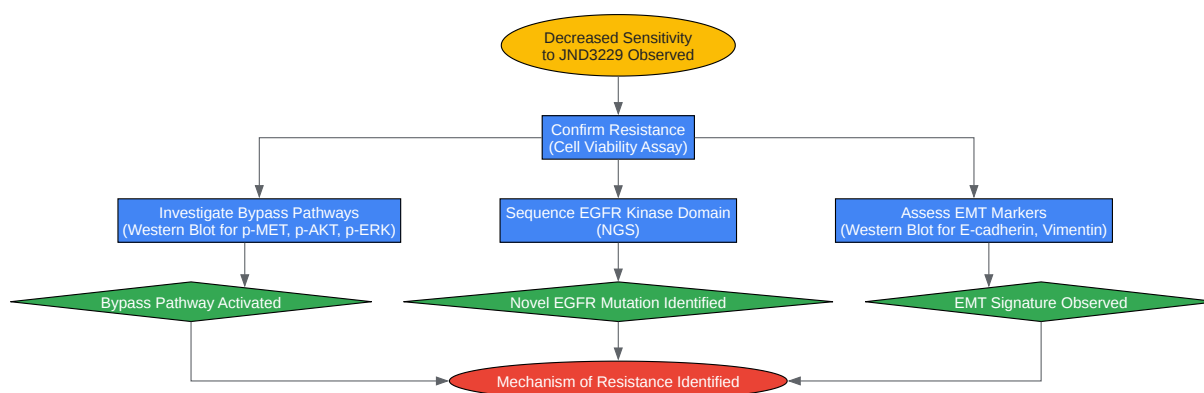 Decreased Sensitivity
to JND3229 Observed
Confirm Resistance
(Cell Viability Assay)
Investigate Bypass Pathways
(Western Blot for p-MET, p-AKT, p-ERK)
Sequence EGFR Kinase Domain
(NGS)
Assess EMT Markers
(Western Blot for E-cadherin, Vimentin)
Bypass Pathway Activated
Novel EGFR Mutation Identified
EMT Signature Observed
Mechanism of Resistance Identified